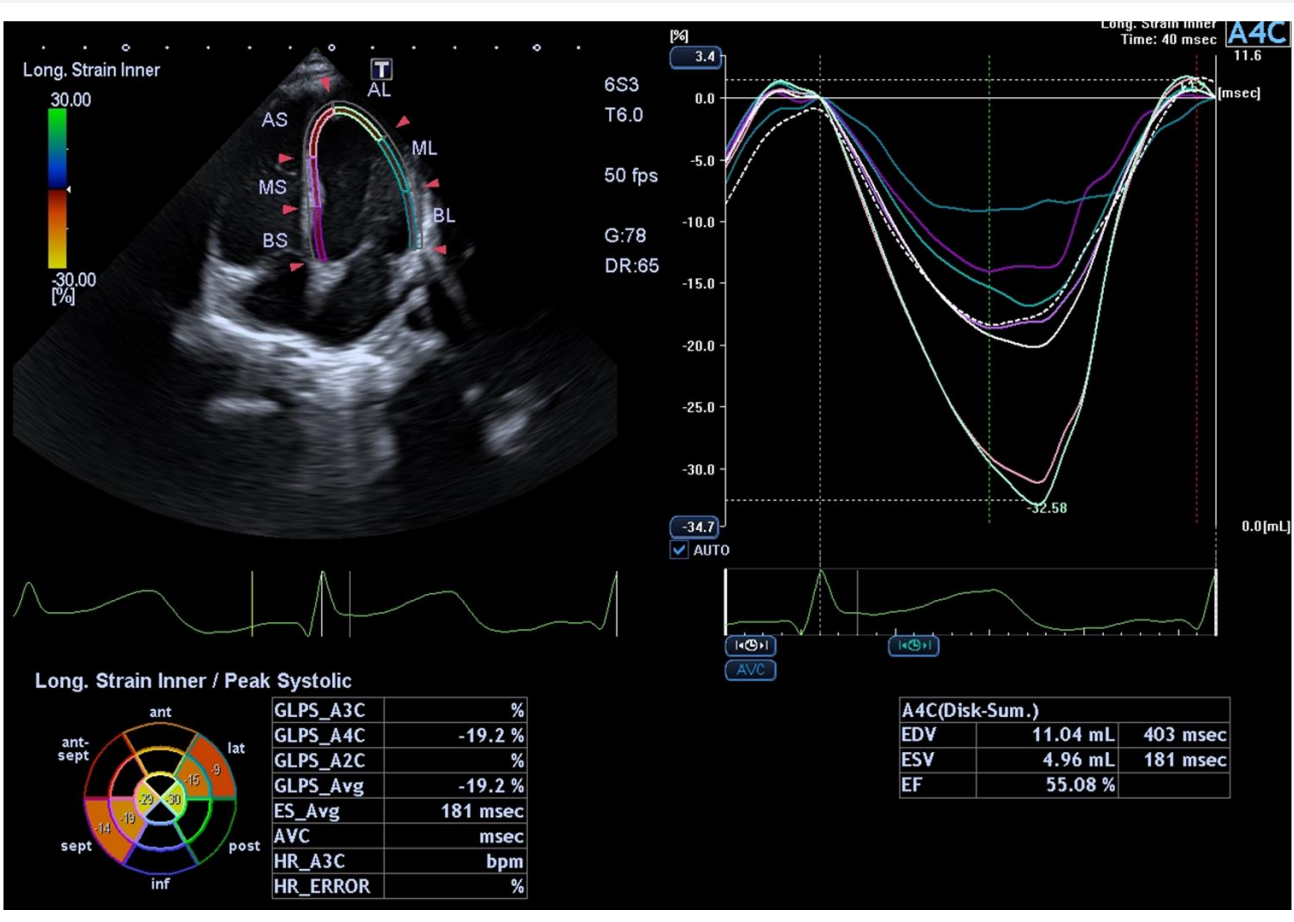 Long. Strain Inner
30.00
-30.00
[%]
T
AL
AS
ML
MS
BL
BS
6S3
T6.0
50 fps
G:78
DR:65
[%]
Long. Strain Inner
Time: 40 msec
A4C
3.4
11.6
0.0
[msec]
-5.0
-10.0
-15.0
-20.0
-25.0
-30.0
-32.58
-34.7
0.0[mL]
AUTO
AVC
Long. Strain Inner / Peak Systolic
ant
ant-
sept
lat
-9
-15
-29
-30
-19
-14
sept
post
inf
GLPS_A3C %
GLPS_A4C -19.2 %
GLPS_A2C %
GLPS_Avg -19.2 %
ES_Avg 181 msec
AVC msec
HR_A3C bpm
HR_ERROR %
A4C(Disk-Sum.)
EDV 11.04 mL 403 msec
ESV 4.96 mL 181 msec
EF 55.08 %